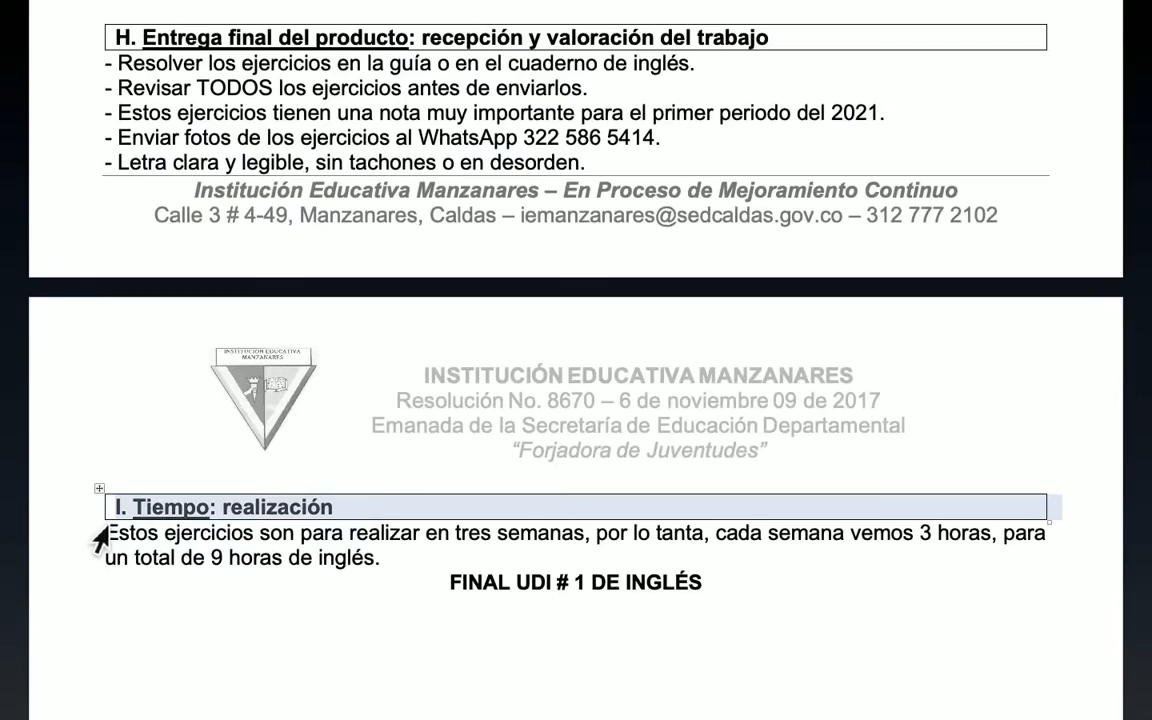 H. Entrega final del producto: recepción y valoración del trabajo
- Resolver los ejercicios en la guía o en el cuaderno de inglés.
- Revisar TODOS los ejercicios antes de enviarlos.
- Estos ejercicios tienen una nota muy importante para el primer periodo del 2021.
- Enviar fotos de los ejercicios al WhatsApp 322 586 5414.
- Letra clara y legible, sin tachones o en desorden.
Institución Educativa Manzanares – En Proceso de Mejoramiento Continuo
Calle 3 # 4-49, Manzanares, Caldas – iemanzanares@sedcaldas.gov.co – 312 777 2102
INSTITUCIÓN EDUCATIVA
MANZANARES
INSTITUCIÓN EDUCATIVA MANZANARES
Resolución No. 8670 – 6 de noviembre 09 de 2017
Emanada de la Secretaría de Educación Departamental
“Forjadora de Juventudes”
I. Tiempo: realización
Estos ejercicios son para realizar en tres semanas, por lo tanta, cada semana vemos 3 horas, para
un total de 9 horas de inglés.
FINAL UDI # 1 DE INGLÉS